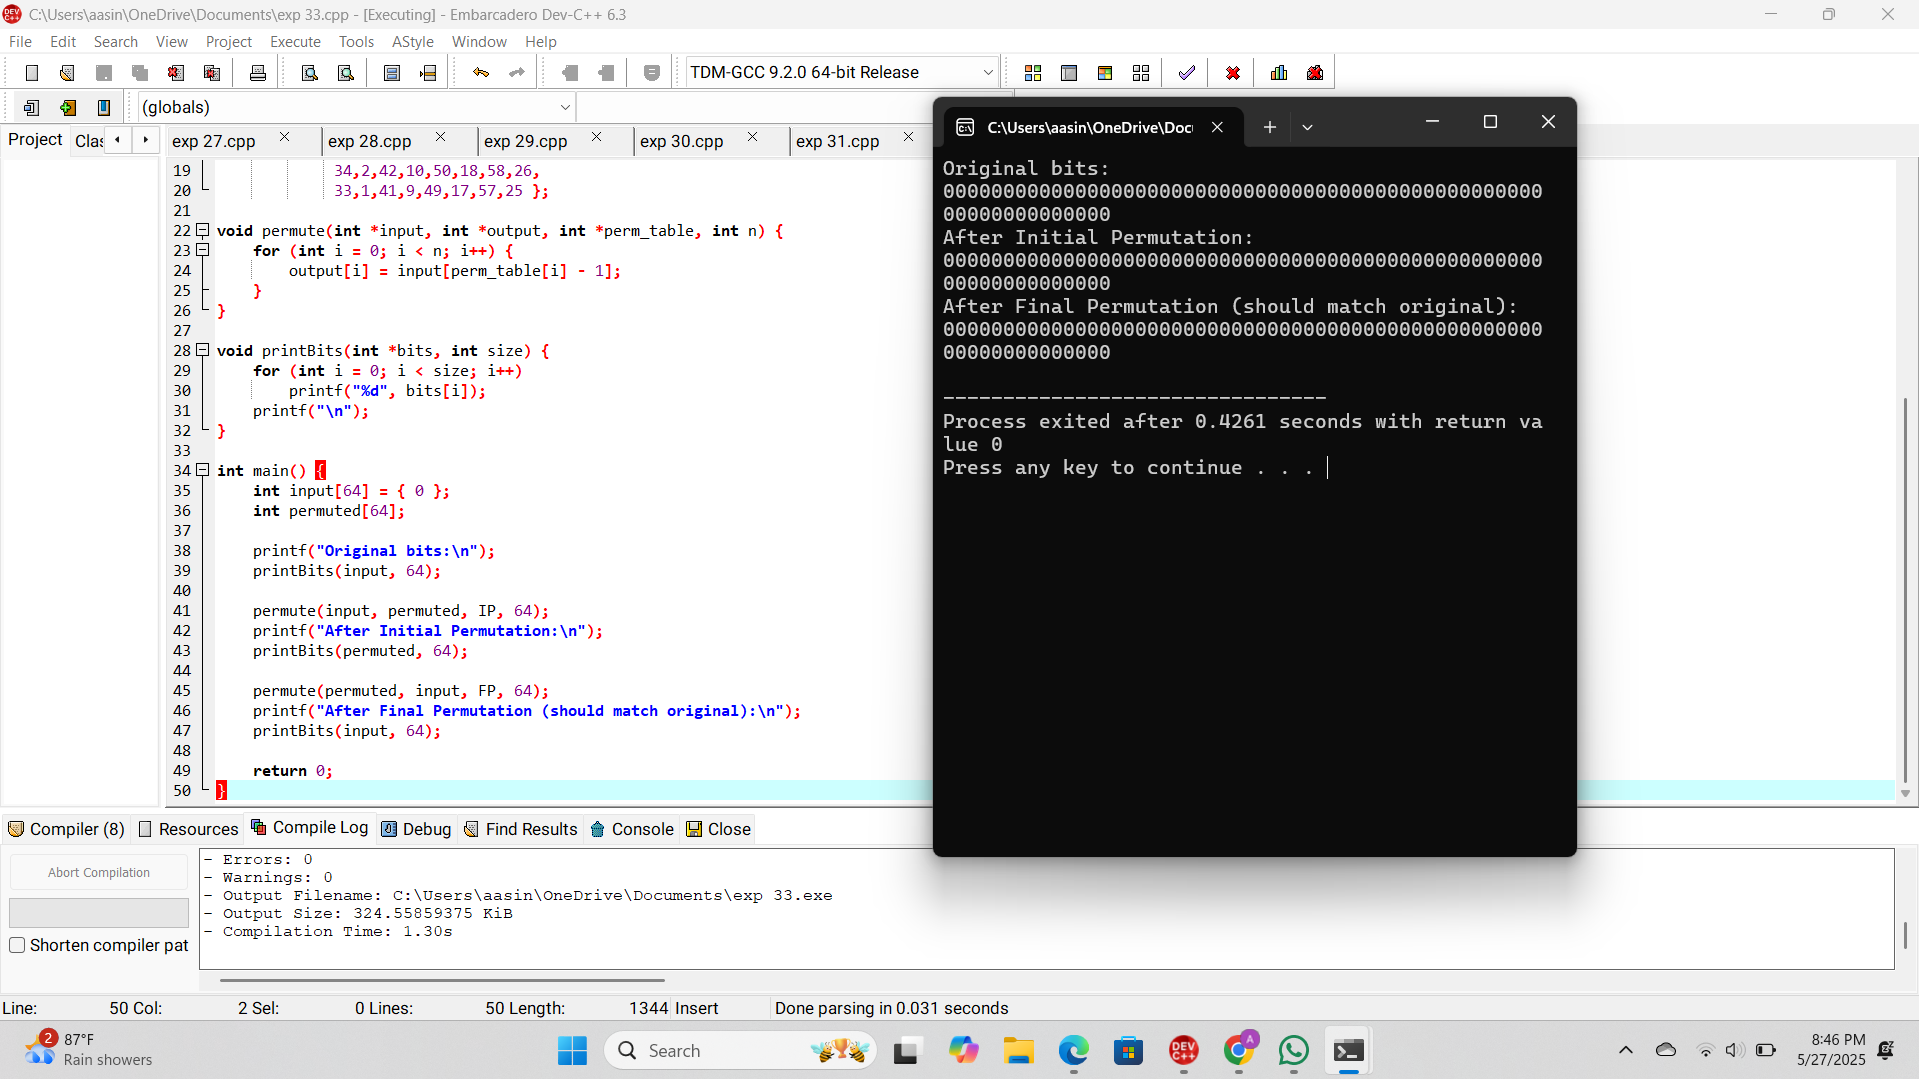 C:\Users\aasin\OneDrive\Documents\exp 33.cpp - [Executing] - Embarcadero Dev-C++ 6.3
File Edit Search View Project Execute Tools AStyle Window Help
TDM-GCC 9.2.0 64-bit Release
(globals)
Project Clas exp 27.cpp exp 28.cpp exp 29.cpp exp 30.cpp exp 31.cpp
19 34,2,42,10,50,18,58,26,
20 33,1,41,9,49,17,57,25 };
21
22 void permute(int *input, int *output, int *perm_table, int n) {
23 for (int i = 0; i < n; i++) {
24 output[i] = input[perm_table[i] - 1];
25 }
26 }
27
28 void printBits(int *bits, int size) {
29 for (int i = 0; i < size; i++)
30 printf("%d", bits[i]);
31 printf("\n");
32 }
33
34 int main() {
35 int input[64] = { 0 };
36 int permuted[64];
37
38 printf("Original bits:\n");
39 printBits(input, 64);
40
41 permute(input, permuted, IP, 64);
42 printf("After Initial Permutation:\n");
43 printBits(permuted, 64);
44
45 permute(permuted, input, FP, 64);
46 printf("After Final Permutation (should match original):\n");
47 printBits(input, 64);
48
49 return 0;
50 }
C:\Users\aasin\OneDrive\Doc
Original bits:
00000000000000000000000000000000000000000000000000
00000000000000
After Initial Permutation:
00000000000000000000000000000000000000000000000000
00000000000000
After Final Permutation (should match original):
00000000000000000000000000000000000000000000000000
00000000000000
--------------------------------
Process exited after 0.4261 seconds with return va
lue 0
Press any key to continue . . .
Compiler (8) Resources Compile Log Debug Find Results Console Close
Abort Compilation
Shorten compiler pat
- Errors: 0
- Warnings: 0
- Output Filename: C:\Users\aasin\OneDrive\Documents\exp 33.exe
- Output Size: 324.55859375 KiB
- Compilation Time: 1.30s
Line: 50 Col: 2 Sel: 0 Lines: 50 Length: 1344 Insert Done parsing in 0.031 seconds
2
87°F
Rain showers
Search
DEV C++
A
8:46 PM
5/27/2025